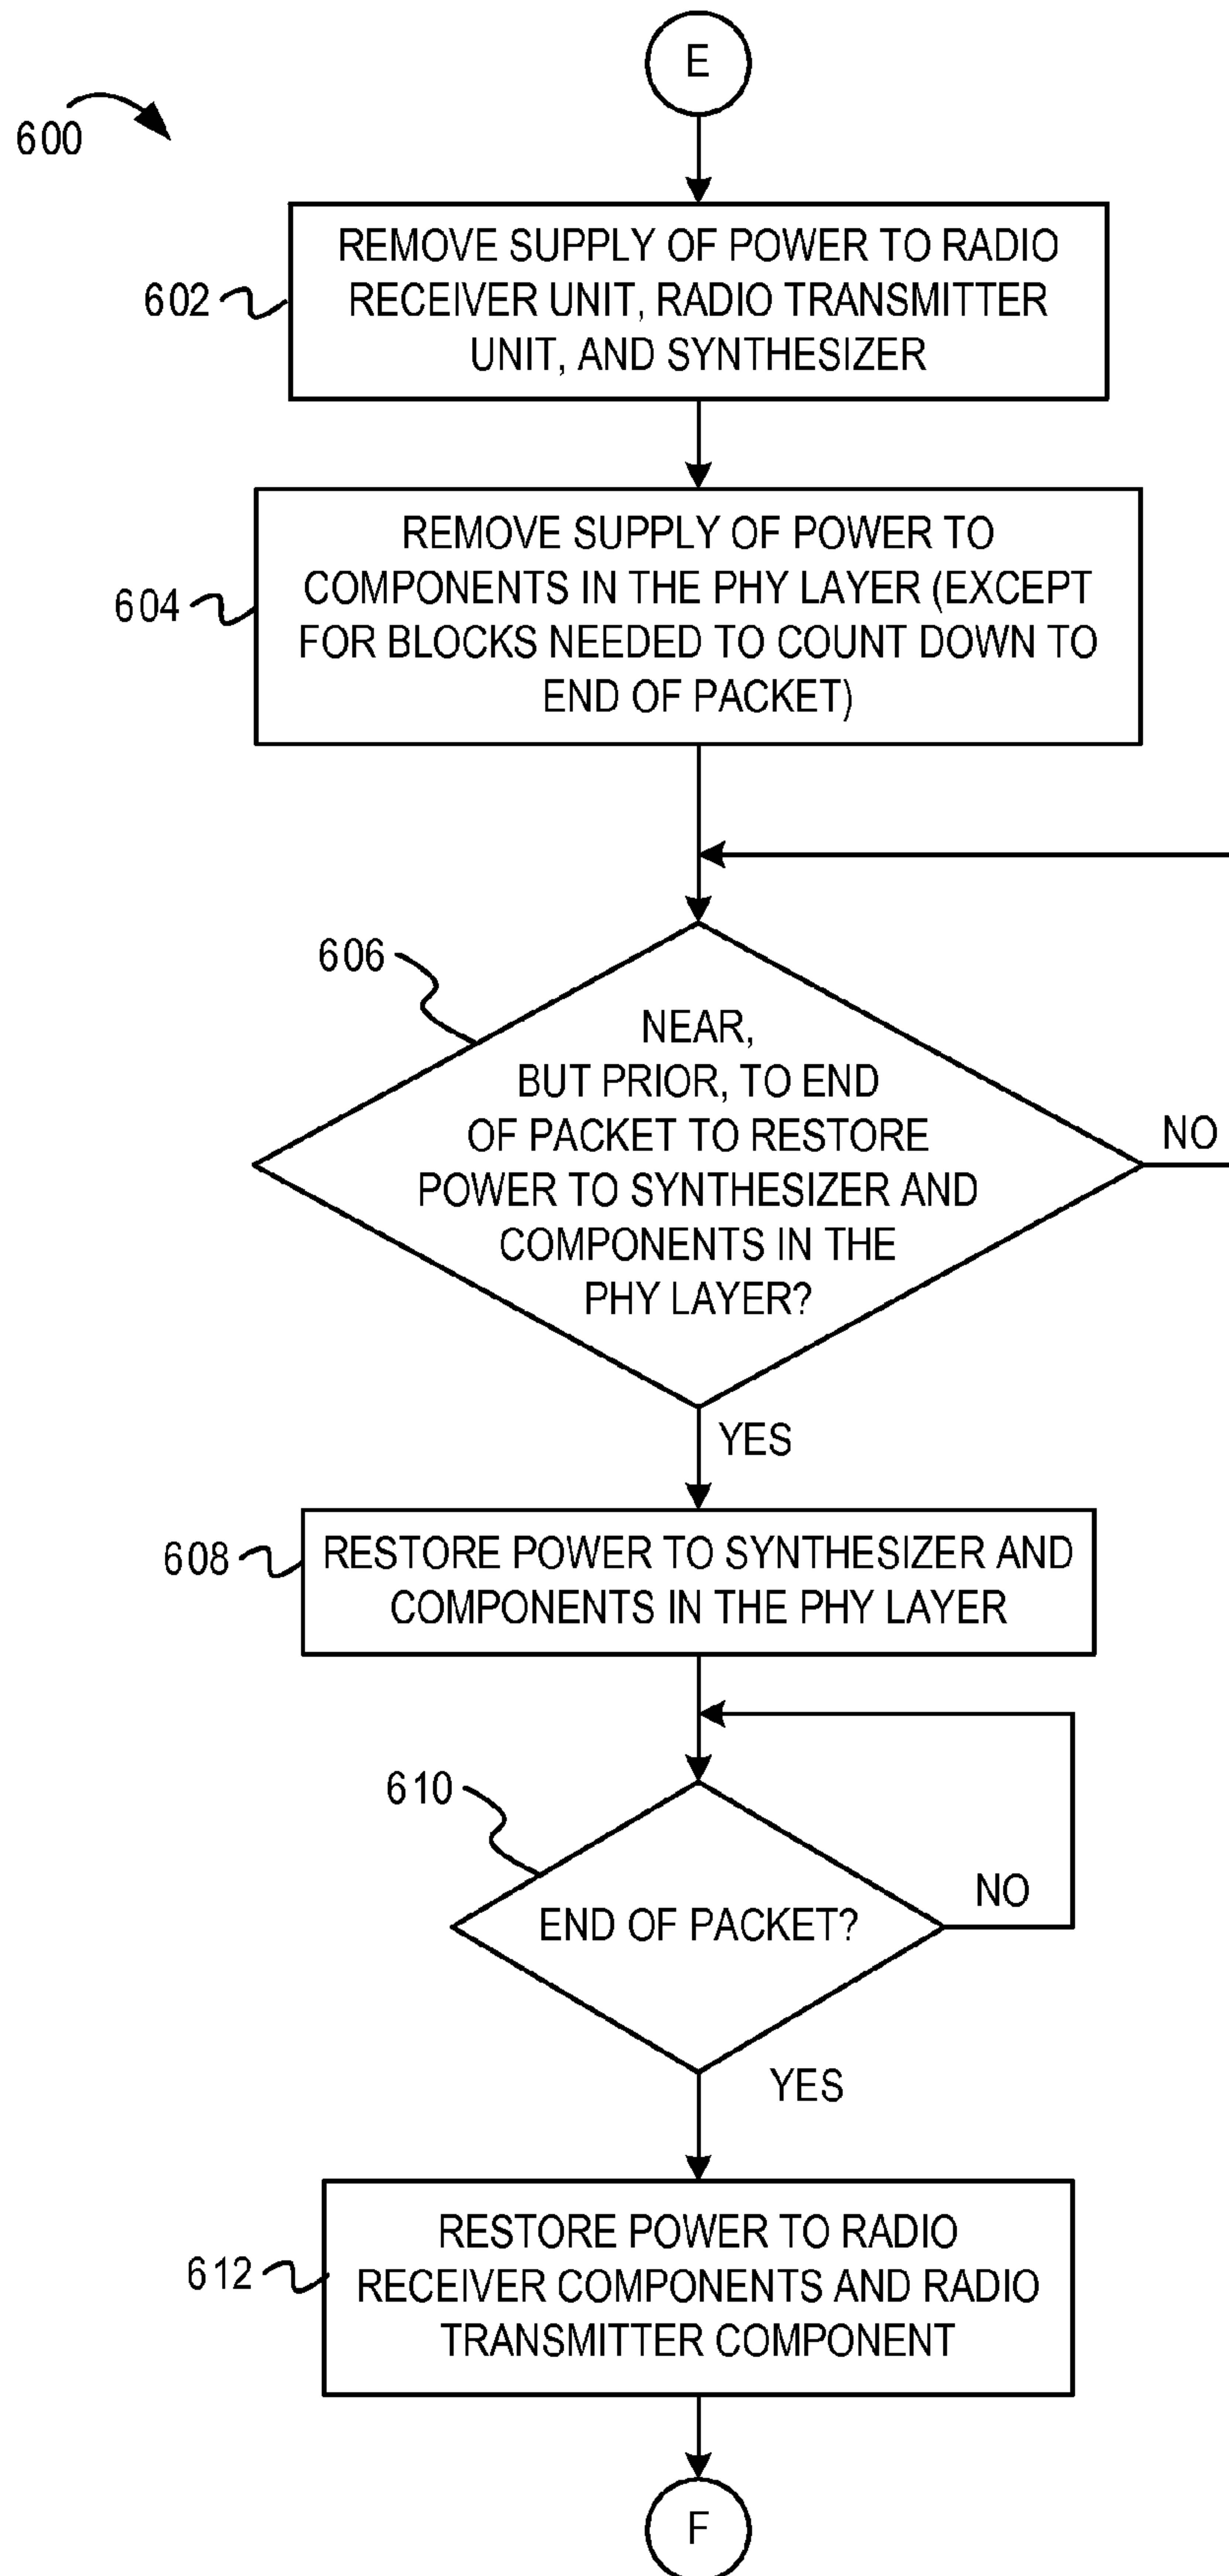 E
600
REMOVE SUPPLY OF POWER TO RADIO
RECEIVER UNIT, RADIO TRANSMITTER
UNIT, AND SYNTHESIZER
602
REMOVE SUPPLY OF POWER TO
COMPONENTS IN THE PHY LAYER (EXCEPT
FOR BLOCKS NEEDED TO COUNT DOWN TO
END OF PACKET)
604
606
NEAR,
BUT PRIOR, TO END
OF PACKET TO RESTORE
POWER TO SYNTHESIZER AND
COMPONENTS IN THE
PHY LAYER?
NO
YES
608
RESTORE POWER TO SYNTHESIZER AND
COMPONENTS IN THE PHY LAYER
610
END OF PACKET?
NO
YES
612
RESTORE POWER TO RADIO
RECEIVER COMPONENTS AND RADIO
TRANSMITTER COMPONENT
F